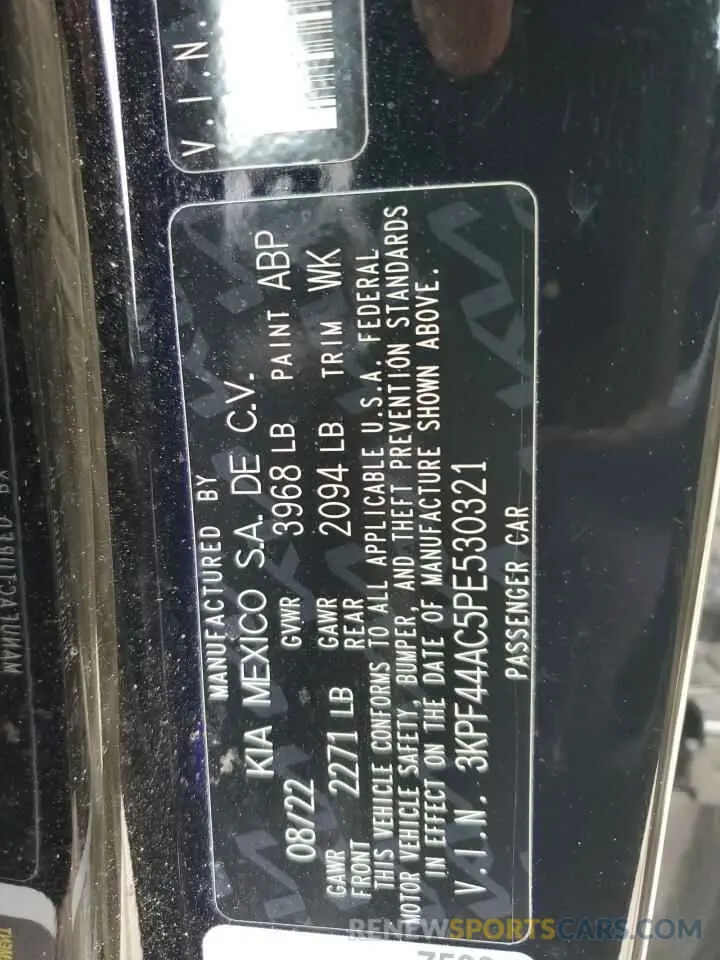 V.I.N
MANUFACTURED BY
KIA MEXICO S.A. DE C.V.
08/22 GVWR 3968 LB PAINT ABP
GAWR FRONT 2271 LB GAWR REAR 2094 LB TRIM WK
THIS VEHICLE CONFORMS TO ALL APPLICABLE U.S.A. FEDERAL
MOTOR VEHICLE SAFETY, BUMPER, AND THEFT PREVENTION STANDARDS
IN EFFECT ON THE DATE OF MANUFACTURE SHOWN ABOVE.
V.I.N. 3KPF44AC5PE530321
PASSENGER CAR
MANUFACTURED BY
RENEWSPORTSCARS.COM